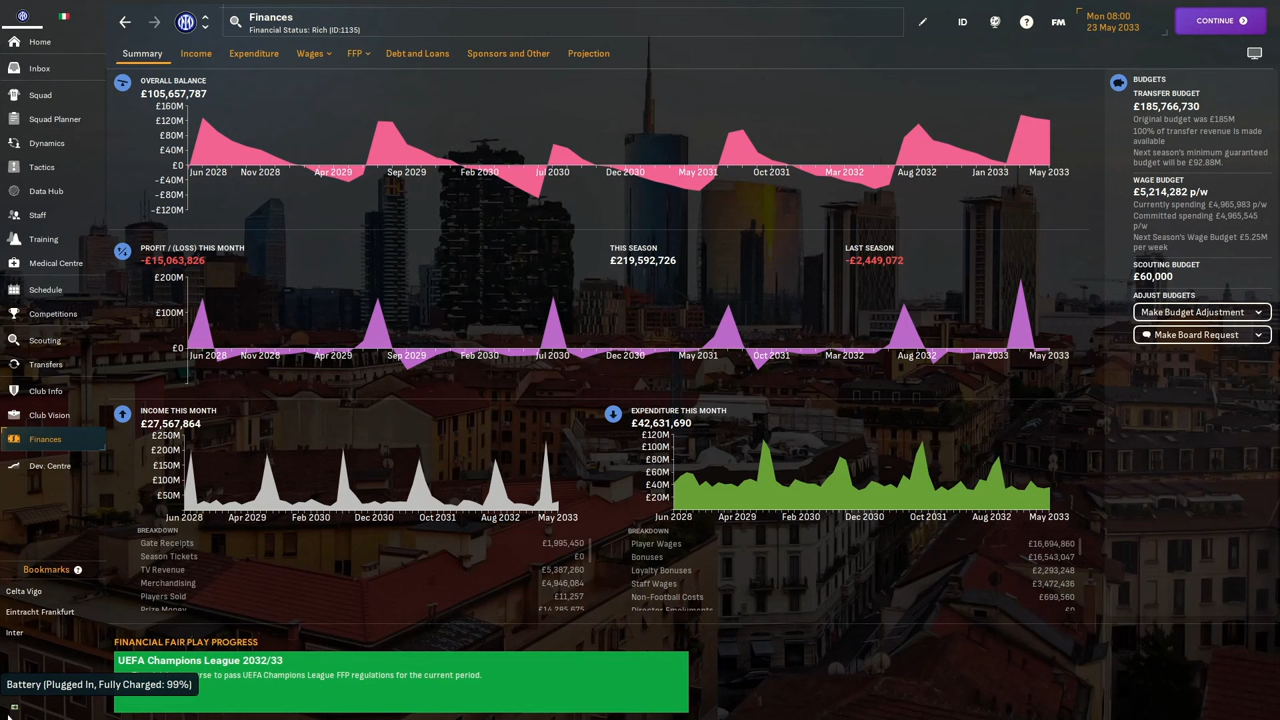 Finances
Financial Status: Rich (ID:1135)
ID
FM
Mon 08:00
23 May 2033
CONTINUE
Home
Inbox
Squad
Squad Planner
Dynamics
Tactics
Data Hub
Staff
Training
Medical Centre
Schedule
Competitions
Scouting
Transfers
Club Info
Club Vision
Finances
Dev. Centre
Bookmarks
Celta Vigo
Eintracht Frankfurt
Inter
Battery (Plugged In, Fully Charged: 99%)
Summary
Income
Expenditure
Wages
FFP
Debt and Loans
Sponsors and Other
Projection
OVERALL BALANCE
£105,657,787
£160M
£120M
£80M
£40M
£0
-£40M
-£80M
-£120M
Jun 2028 Nov 2028 Apr 2029 Sep 2029 Feb 2030 Jul 2030 Dec 2030 May 2031 Oct 2031 Mar 2032 Aug 2032 Jan 2033 May 2033
PROFIT / (LOSS) THIS MONTH
-£15,063,826
THIS SEASON
£219,592,726
LAST SEASON
-£2,449,072
£200M
£100M
£0
Jun 2028 Nov 2028 Apr 2029 Sep 2029 Feb 2030 Jul 2030 Dec 2030 May 2031 Oct 2031 Mar 2032 Aug 2032 Jan 2033 May 2033
INCOME THIS MONTH
£27,567,864
£250M
£200M
£150M
£100M
£50M
Jun 2028 Apr 2029 Feb 2030 Dec 2030 Oct 2031 Aug 2032 May 2033
BREAKDOWN
Gate Receipts £1,995,450
Season Tickets £0
TV Revenue £5,387,260
Merchandising £4,946,084
Players Sold £11,257
Prize Money £14,285,675
EXPENDITURE THIS MONTH
£42,631,690
£120M
£100M
£80M
£60M
£40M
£20M
Jun 2028 Apr 2029 Feb 2030 Dec 2030 Oct 2031 Aug 2032 May 2033
BREAKDOWN
Player Wages £16,694,860
Bonuses £16,543,047
Loyalty Bonuses £2,293,248
Staff Wages £3,472,436
Non-Football Costs £699,560
Director Emoluments £0
FINANCIAL FAIR PLAY PROGRESS
UEFA Champions League 2032/33
rse to pass UEFA Champions League FFP regulations for the current period.
BUDGETS
TRANSFER BUDGET
£185,766,730
Original budget was £185M
100% of transfer revenue is made
available
Next season's minimum guaranteed
budget will be £92.88M.
WAGE BUDGET
£5,214,282 p/w
Currently spending £4,965,983 p/w
Committed spending £4,965,545
p/w
Next Season's Wage Budget £5.25M
per week
SCOUTING BUDGET
£60,000
ADJUST BUDGETS
Make Budget Adjustment
Make Board Request